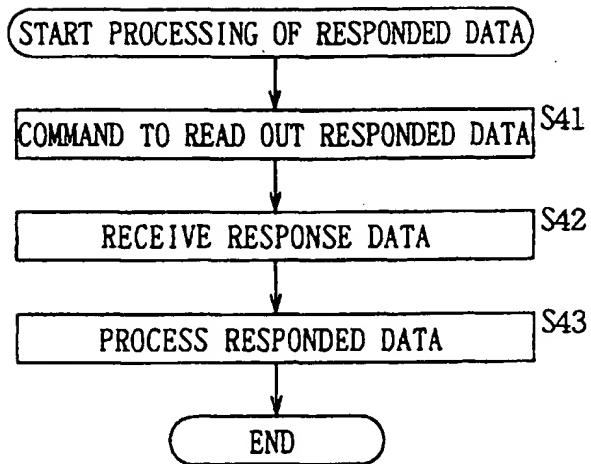 START PROCESSING OF RESPONDED DATA
COMMAND TO READ OUT RESPONDED DATA
S41
RECEIVE RESPONSE DATA
S42
PROCESS RESPONDED DATA
S43
END